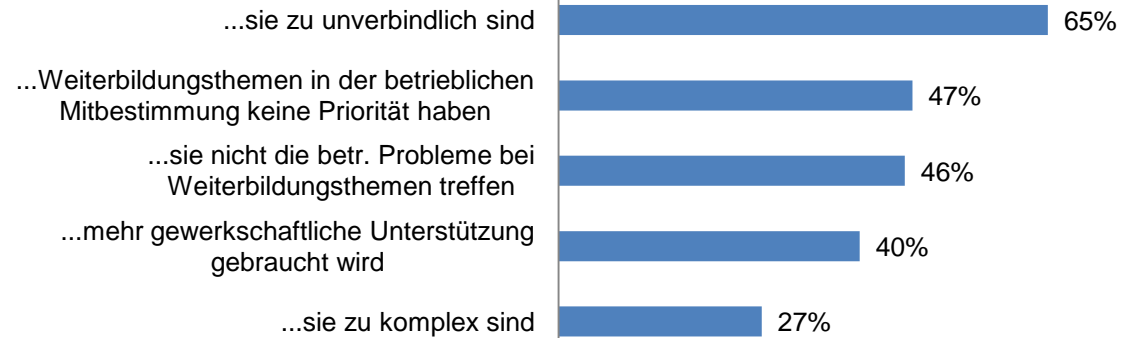 ...sie zu unverbindlich sind
65%
...Weiterbildungsthemen in der betrieblichen
Mitbestimmung keine Priorität haben
47%
...sie nicht die betr. Probleme bei
Weiterbildungsthemen treffen
46%
...mehr gewerkschaftliche Unterstützung
gebraucht wird
40%
...sie zu komplex sind
27%